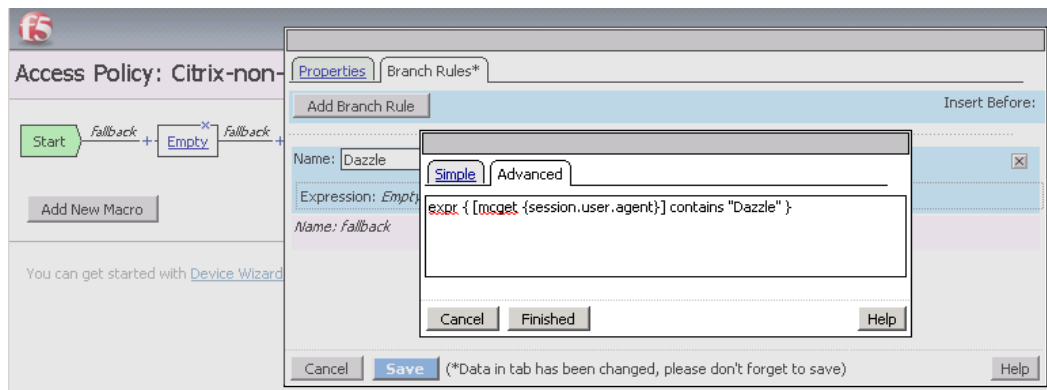 f5
Access Policy: Citrix-non-
Start
fallback
+
Empty
x
fallback
+
Add New Macro
You can get started with Device Wizard
Properties
Branch Rules*
Add Branch Rule
Insert Before:
Name: Dazzle
Expression: Empty
Name: fallback
Simple
Advanced
expr { [mcget {session.user.agent}] contains "Dazzle" }
Cancel
Finished
Help
Cancel
Save
(*Data in tab has been changed, please don't forget to save)
Help